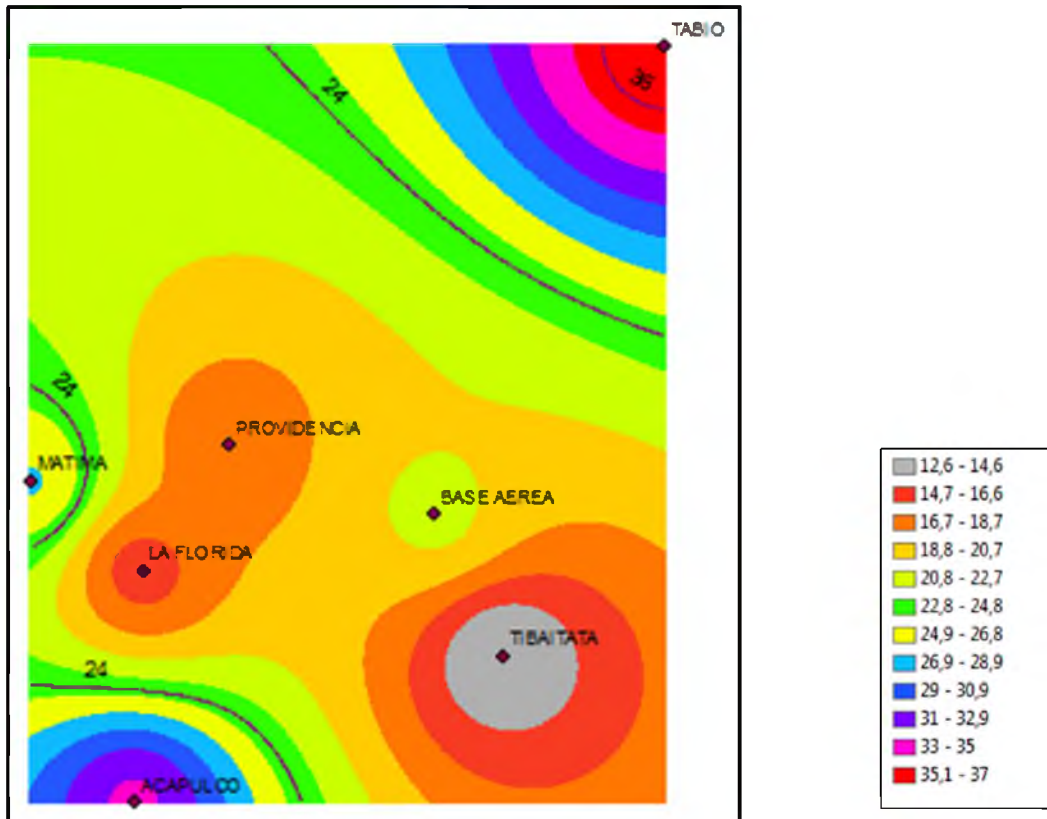 TABIO
36
24
24
PROVIDENCIA
MATIMA
BASE AEREA
LA FLORIDA
TIBAITATA
24
ACAPULCO
12,6 - 14,6
14,7 - 16,6
16,7 - 18,7
18,8 - 20,7
20,8 - 22,7
22,8 - 24,8
24,9 - 26,8
26,9 - 28,9
29 - 30,9
31 - 32,9
33 - 35
35,1 - 37